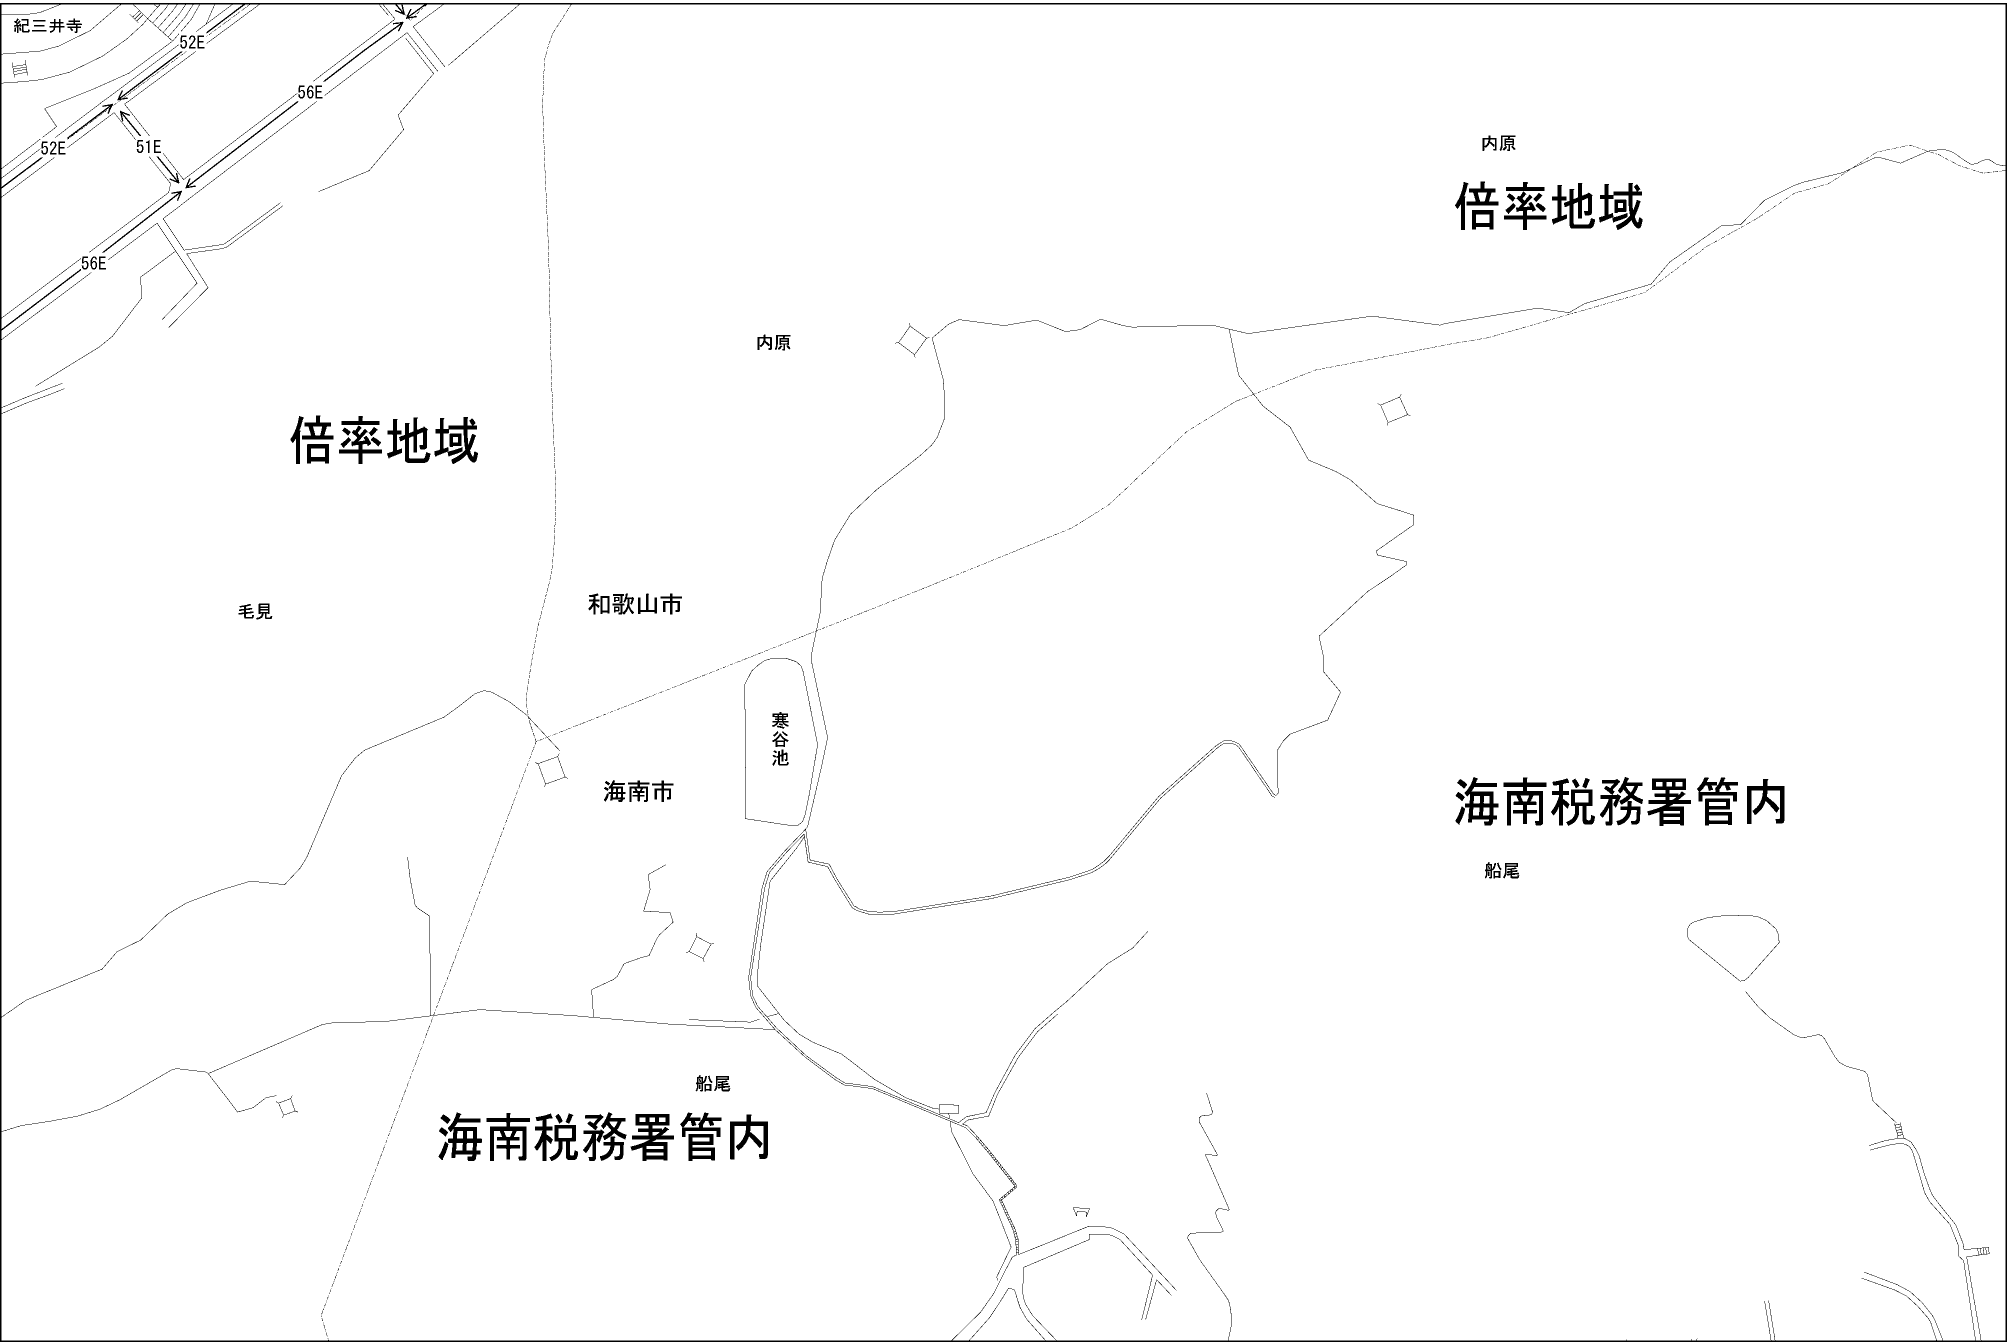 紀三井寺
52E
56E
52E
51E
内原
倍率地域
56E
内原
倍率地域
毛見
和歌山市
寒谷池
海南市
海南税務署管内
船尾
船尾
海南税務署管内